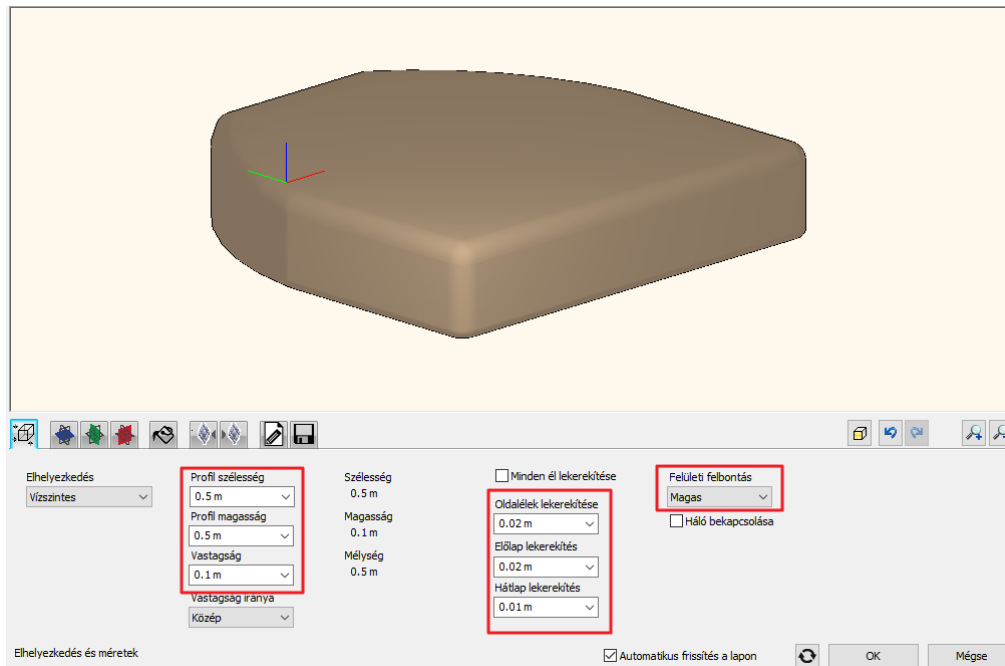 Elhelyezkedés
Vízszintes
Profil szélesség
0.5 m
Profil magasság
0.5 m
Vastagság
0.1 m
Vastagság iránya
Közép
Szélesség
0.5 m
Magasság
0.1 m
Mélység
0.5 m
Minden él lekerekítése
Oldalélek lekerekítése
0.02 m
Előlap lekerekítés
0.02 m
Hátlap lekerekítés
0.01 m
Felületi felbontás
Magas
Háló bekapcsolása
Elhelyezkedés és méretek
Automatikus frissítés a lapon
OK
Mégse